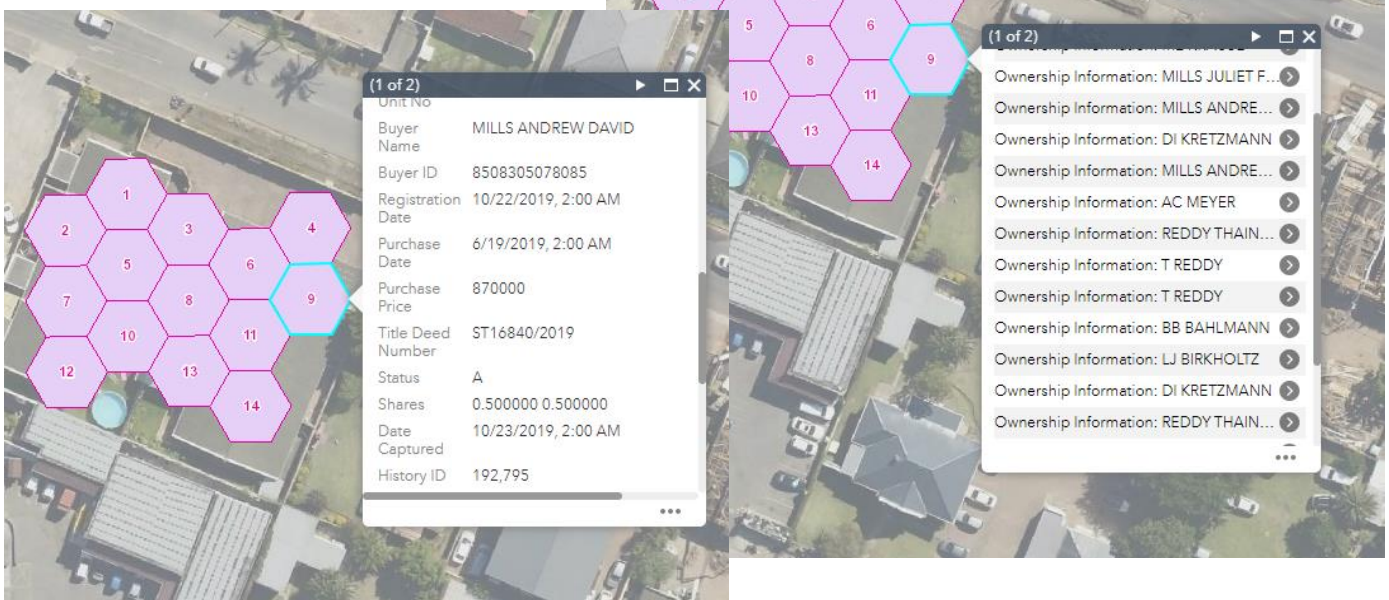 (1 of 2)
Unit No
Buyer Name MILLS ANDREW DAVID
Buyer ID 8508305078085
Registration Date 10/22/2019, 2:00 AM
Purchase Date 6/19/2019, 2:00 AM
Purchase Price 870000
Title Deed Number ST16840/2019
Status A
Shares 0.500000 0.500000
Date Captured 10/23/2019, 2:00 AM
History ID 192,795
1
2
3
4
5
6
7
8
9
10
11
12
13
14
(1 of 2)
Ownership Information: MILLS JULIET F...
Ownership Information: MILLS ANDRE...
Ownership Information: DI KRETZMANN
Ownership Information: MILLS ANDRE...
Ownership Information: AC MEYER
Ownership Information: REDDY THAIN...
Ownership Information: T REDDY
Ownership Information: T REDDY
Ownership Information: BB BAHLMANN
Ownership Information: LJ BIRKHOLTZ
Ownership Information: DI KRETZMANN
Ownership Information: REDDY THAIN...
5
6
8
9
10
11
13
14